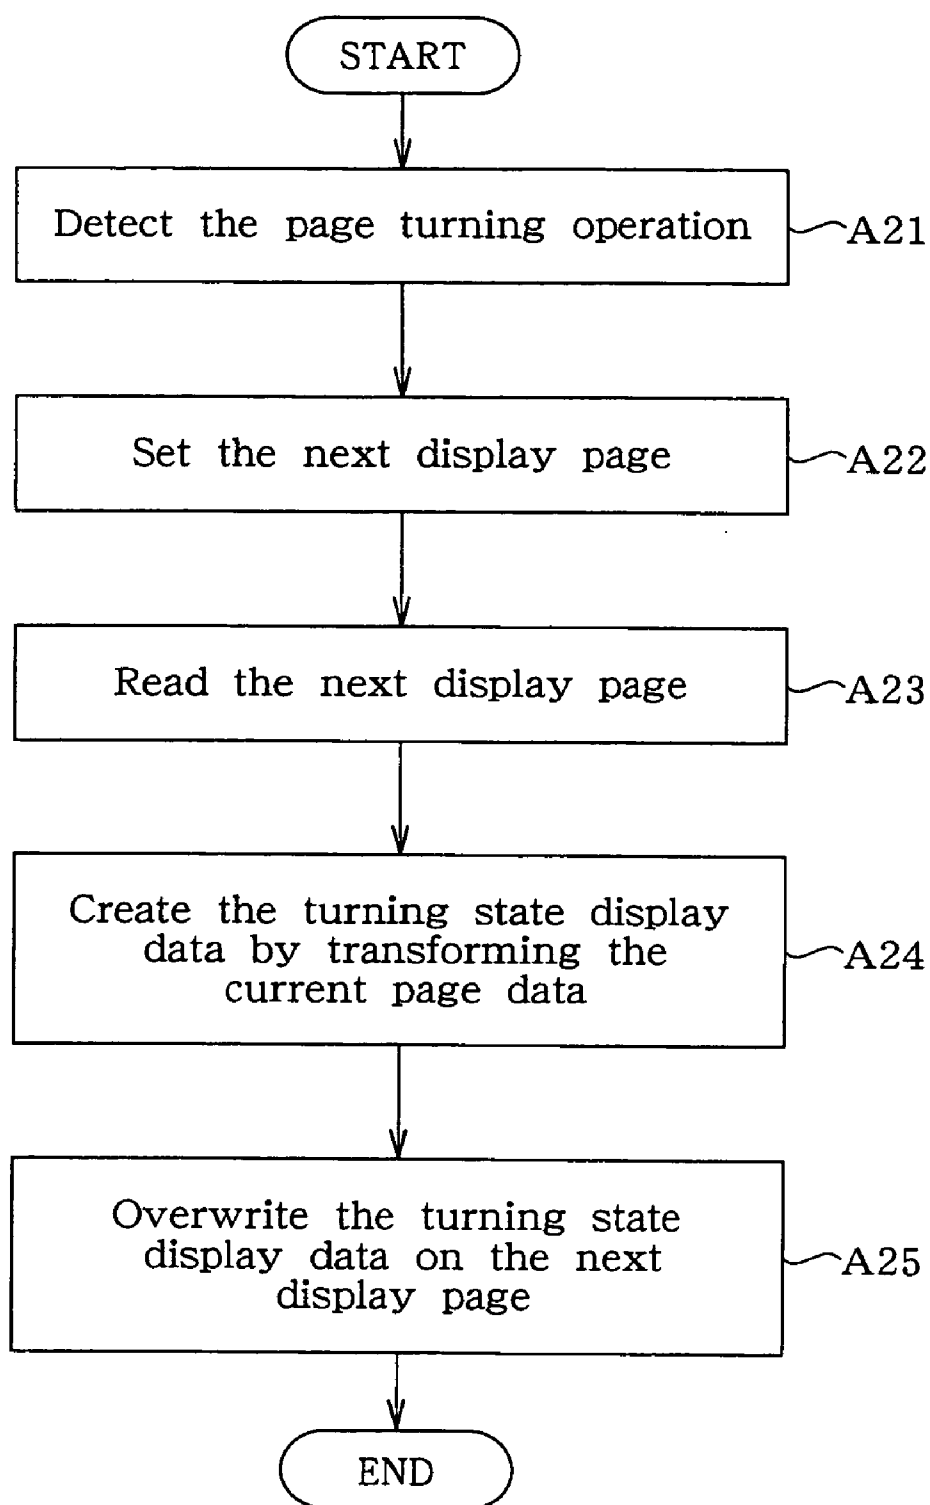 START
Detect the page turning operation
A21
Set the next display page
A22
Read the next display page
A23
Create the turning state display
data by transforming the
current page data
A24
Overwrite the turning state
display data on the next
display page
A25
END